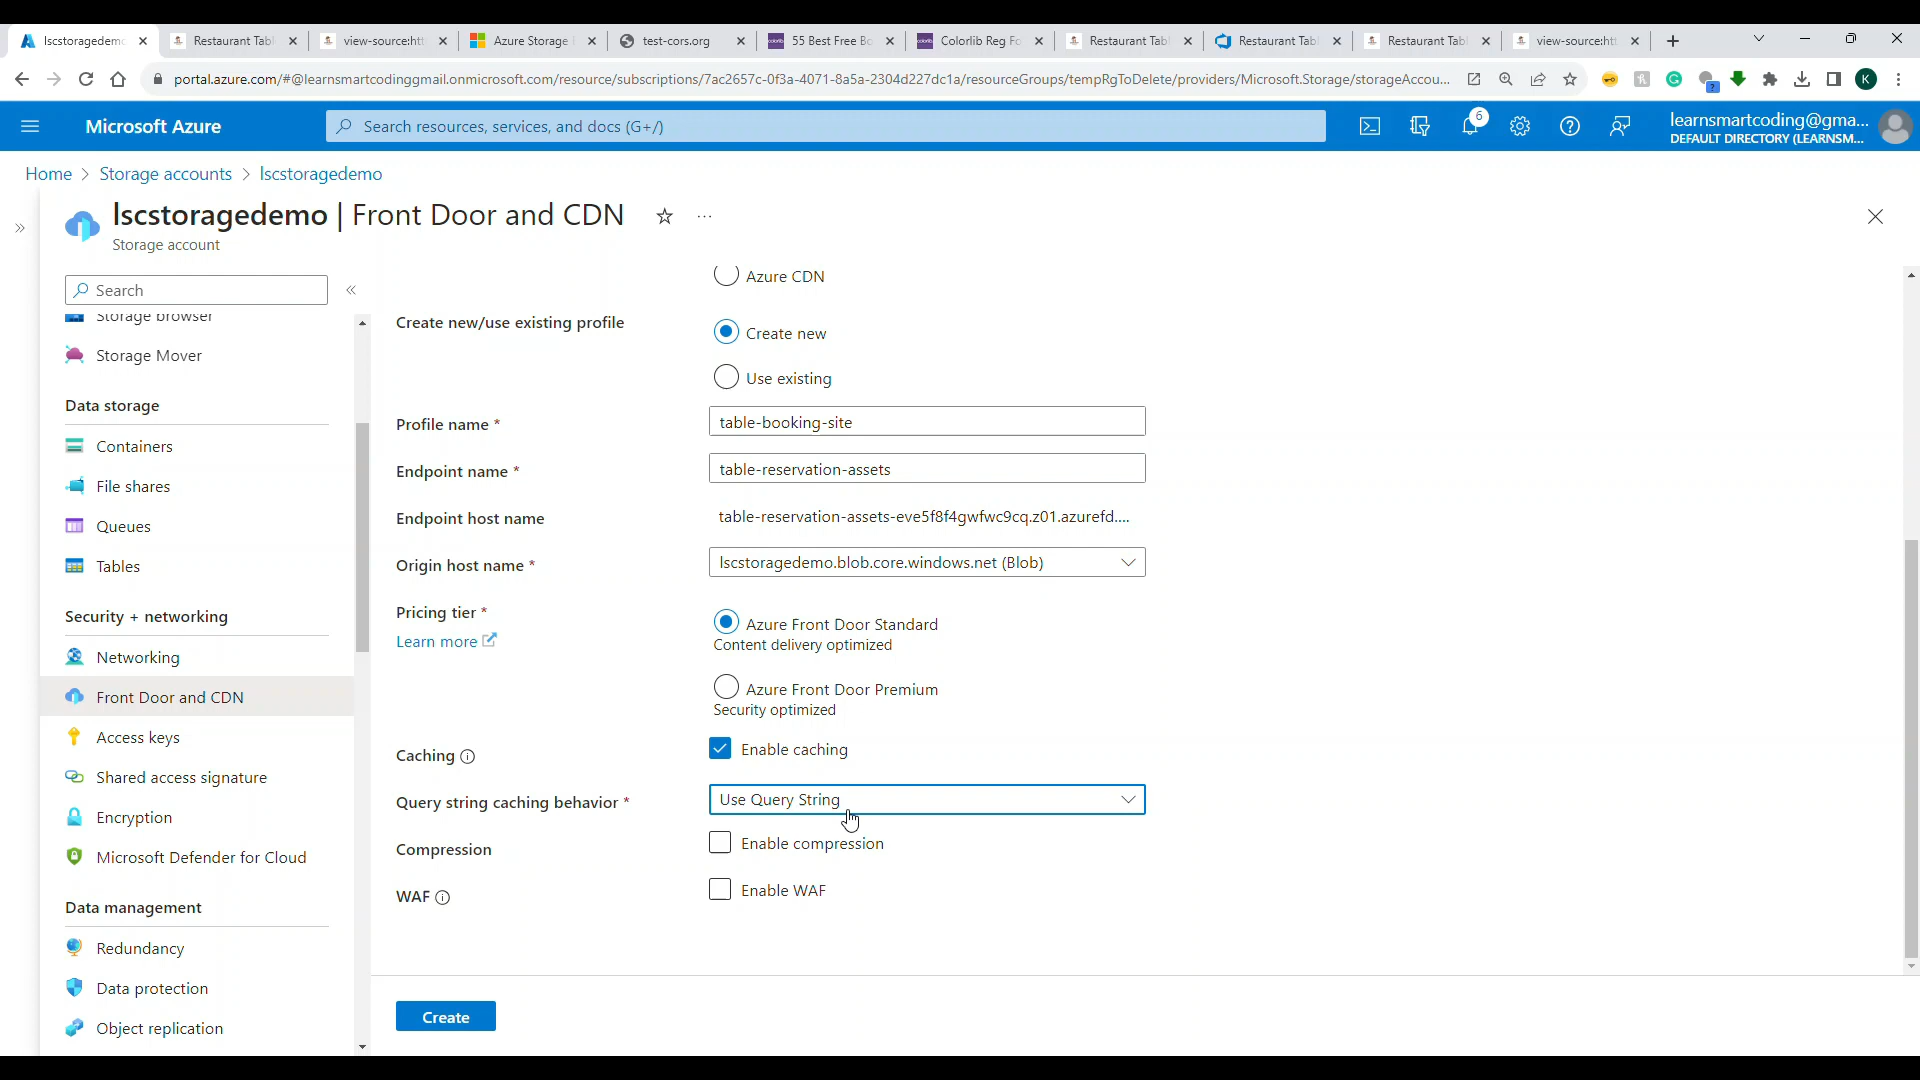 lscstoragedemo
Restaurant Tabl
view-source:htt
Azure Storage
test-cors.org
55 Best Free Bo
Colorlib Reg Fo
Restaurant Tabl
Restaurant Tabl
Restaurant Tabl
view-source:htt
portal.azure.com/#@learnsmartcodinggmail.onmicrosoft.com/resource/subscriptions/7ac2657c-0f3a-4071-8a5a-2304d227dc1a/resourceGroups/tempRgToDelete/providers/Microsoft.Storage/storageAccou...
K
Microsoft Azure
Search resources, services, and docs (G+/)
6
learnsmartcoding@gma...
DEFAULT DIRECTORY (LEARNSM...
Home > Storage accounts > lscstoragedemo
lscstoragedemo | Front Door and CDN
Storage account
Search
Storage browser
Storage Mover
Data storage
Containers
File shares
Queues
Tables
Security + networking
Networking
Front Door and CDN
Access keys
Shared access signature
Encryption
Microsoft Defender for Cloud
Data management
Redundancy
Data protection
Object replication
Azure CDN
Create new/use existing profile
Create new
Use existing
Profile name *
table-booking-site
Endpoint name *
table-reservation-assets
Endpoint host name
table-reservation-assets-eve5f8f4gwfwc9cq.z01.azurefd....
Origin host name *
lscstoragedemo.blob.core.windows.net (Blob)
Pricing tier *
Learn more
Azure Front Door Standard
Content delivery optimized
Azure Front Door Premium
Security optimized
Caching
Enable caching
Query string caching behavior *
Use Query String
Compression
Enable compression
WAF
Enable WAF
Create